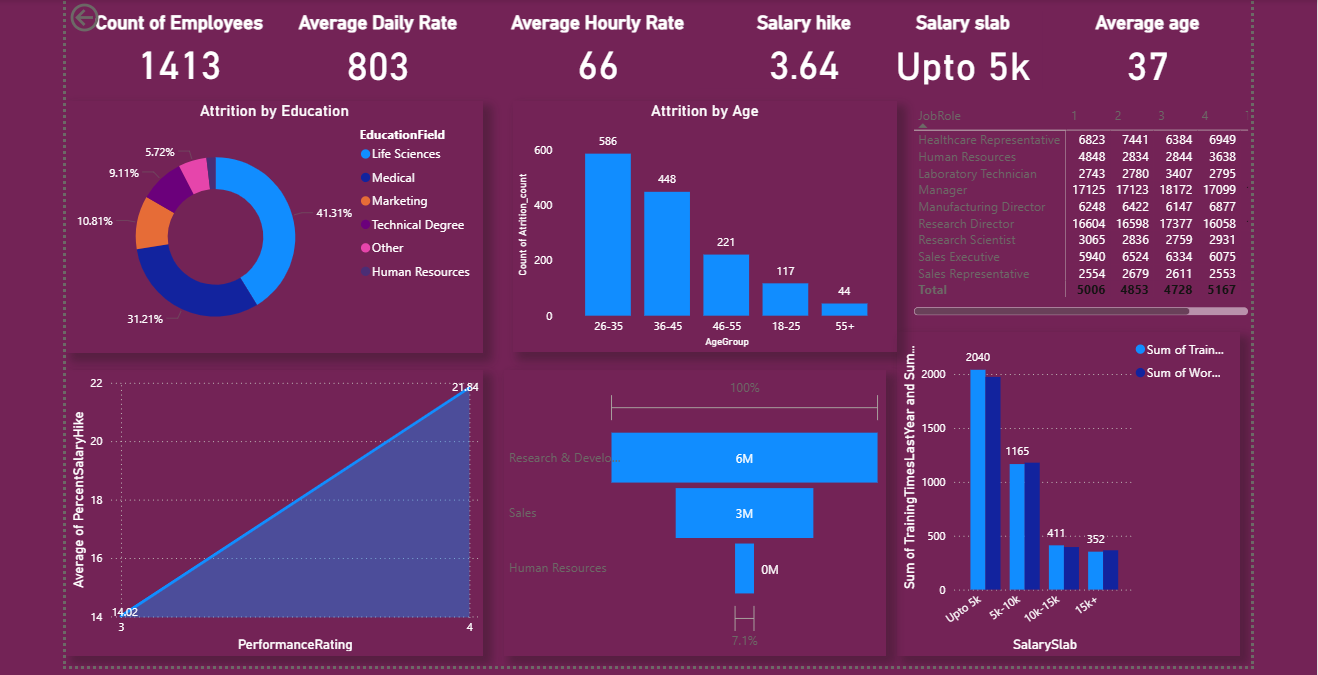 Count of Employees
1413
Average Daily Rate
803
Average Hourly Rate
66
Salary hike
3.64
Salary slab
Upto 5k
Average age
37
Attrition by Education
5.72%
9.11%
10.81%
31.21%
41.31%
EducationField
Life Sciences
Medical
Marketing
Technical Degree
Other
Human Resources
Attrition by Age
Count of Atrition_count
600
400
200
0
586
448
221
117
44
26-35 36-45 46-55 18-25 55+
AgeGroup
JobRole 1 2 3 4
Healthcare Representative 6823 7441 6384 6949
Human Resources 4848 2834 2844 3638
Laboratory Technician 2743 2780 3407 2795
Manager 17125 17123 18172 17099
Manufacturing Director 6248 6422 6147 6877
Research Director 16604 16598 17377 16058
Research Scientist 3065 2836 2759 2931
Sales Executive 5940 6524 6334 6075
Sales Representative 2554 2679 2611 2553
Total 5006 4853 4728 5167
Average of PercentSalaryHike
22
20
18
16
14
21.84
14.02
3 4
PerformanceRating
100%
Research & Develo...
6M
Sales
3M
Human Resources
0M
7.1%
Sum of TrainingTimesLastYear and Sum...
2000
1500
1000
500
0
2040
1165
411
352
Sum of Train...
Sum of Wor...
Upto 5k 5k-10k 10k-15k 15k+
SalarySlab